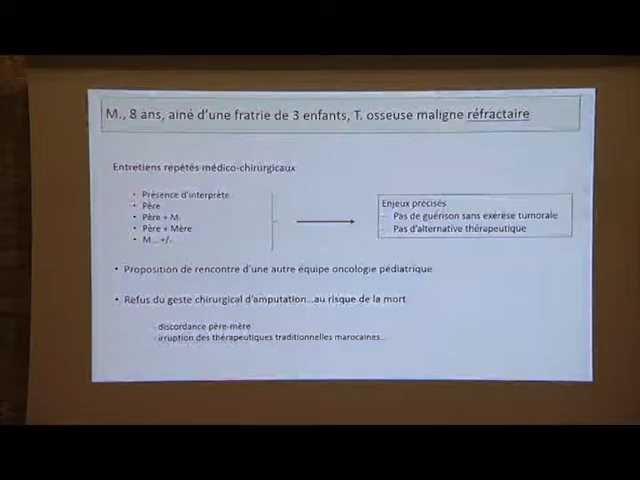 M., 8 ans, ainé d'une fratrie de 3 enfants, T. osseuse maligne réfractaire
Entretiens répétés médico-chirurgicaux
• Présence d'interprète
• Père
• Père + M.
• Père + Mère
• M... +/-
Enjeux précisés
- Pas de guérison sans exérèse tumorale
- Pas d'alternative thérapeutique
• Proposition de rencontre d'une autre équipe oncologie pédiatrique
• Refus du geste chirurgical d'amputation...au risque de la mort
- discordance père-mère
- irruption des thérapeutiques traditionnelles marocaines...